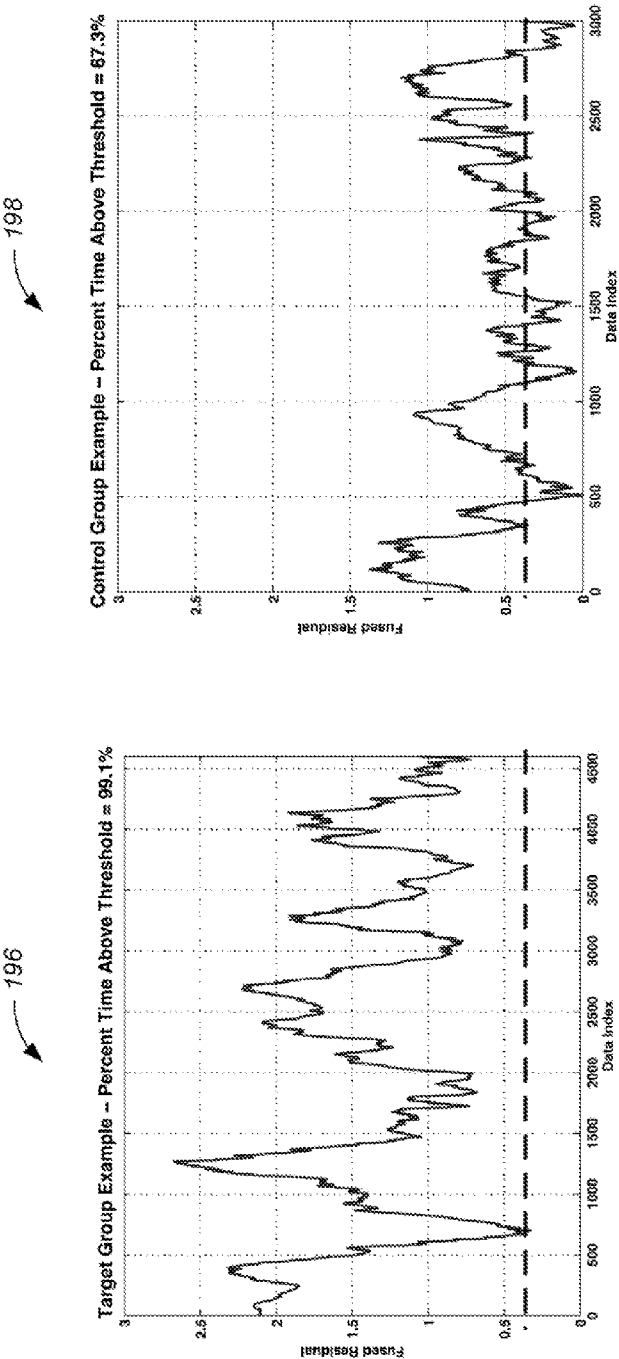 196
Target Group Example – Percent Time Above Threshold = 99.1%
Fused Residual
3
2.5
2
1.5
1
0.5
0
0 500 1000 1500 2000 2500 3000 3500 4000 4500
Data Index
198
Control Group Example – Percent Time Above Threshold = 67.3%
Fused Residual
3
2.5
2
1.5
1
0.5
0
0 500 1000 1500 2000 2500 3000
Data Index